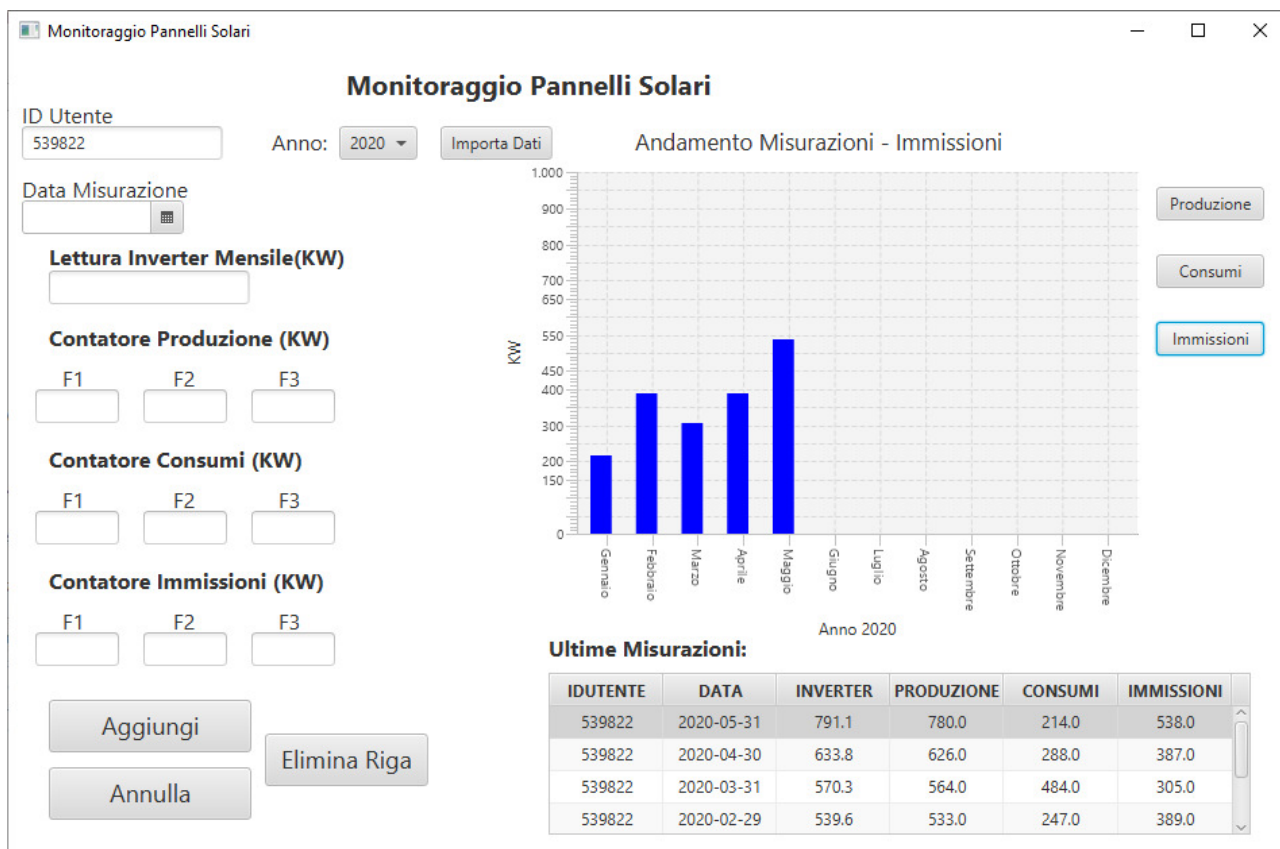 Monitoraggio Pannelli Solari
Monitoraggio Pannelli Solari
ID Utente
539822
Anno:
2020
Importa Dati
Data Misurazione
Lettura Inverter Mensile(KW)
Contatore Produzione (KW)
F1 F2 F3
Contatore Consumi (KW)
F1 F2 F3
Contatore Immissioni (KW)
F1 F2 F3
Aggiungi
Annulla
Elimina Riga
Andamento Misurazioni - Immissioni
KW
1.000
900
800
700
650
550
450
400
300
200
150
0
Gennaio
Febbraio
Marzo
Aprile
Maggio
Giugno
Luglio
Agosto
Settembre
Ottobre
Novembre
Dicembre
Anno 2020
Produzione
Consumi
Immissioni
Ultime Misurazioni:
IDUTENTE DATA INVERTER PRODUZIONE CONSUMI IMMISSIONI
539822 2020-05-31 791.1 780.0 214.0 538.0
539822 2020-04-30 633.8 626.0 288.0 387.0
539822 2020-03-31 570.3 564.0 484.0 305.0
539822 2020-02-29 539.6 533.0 247.0 389.0